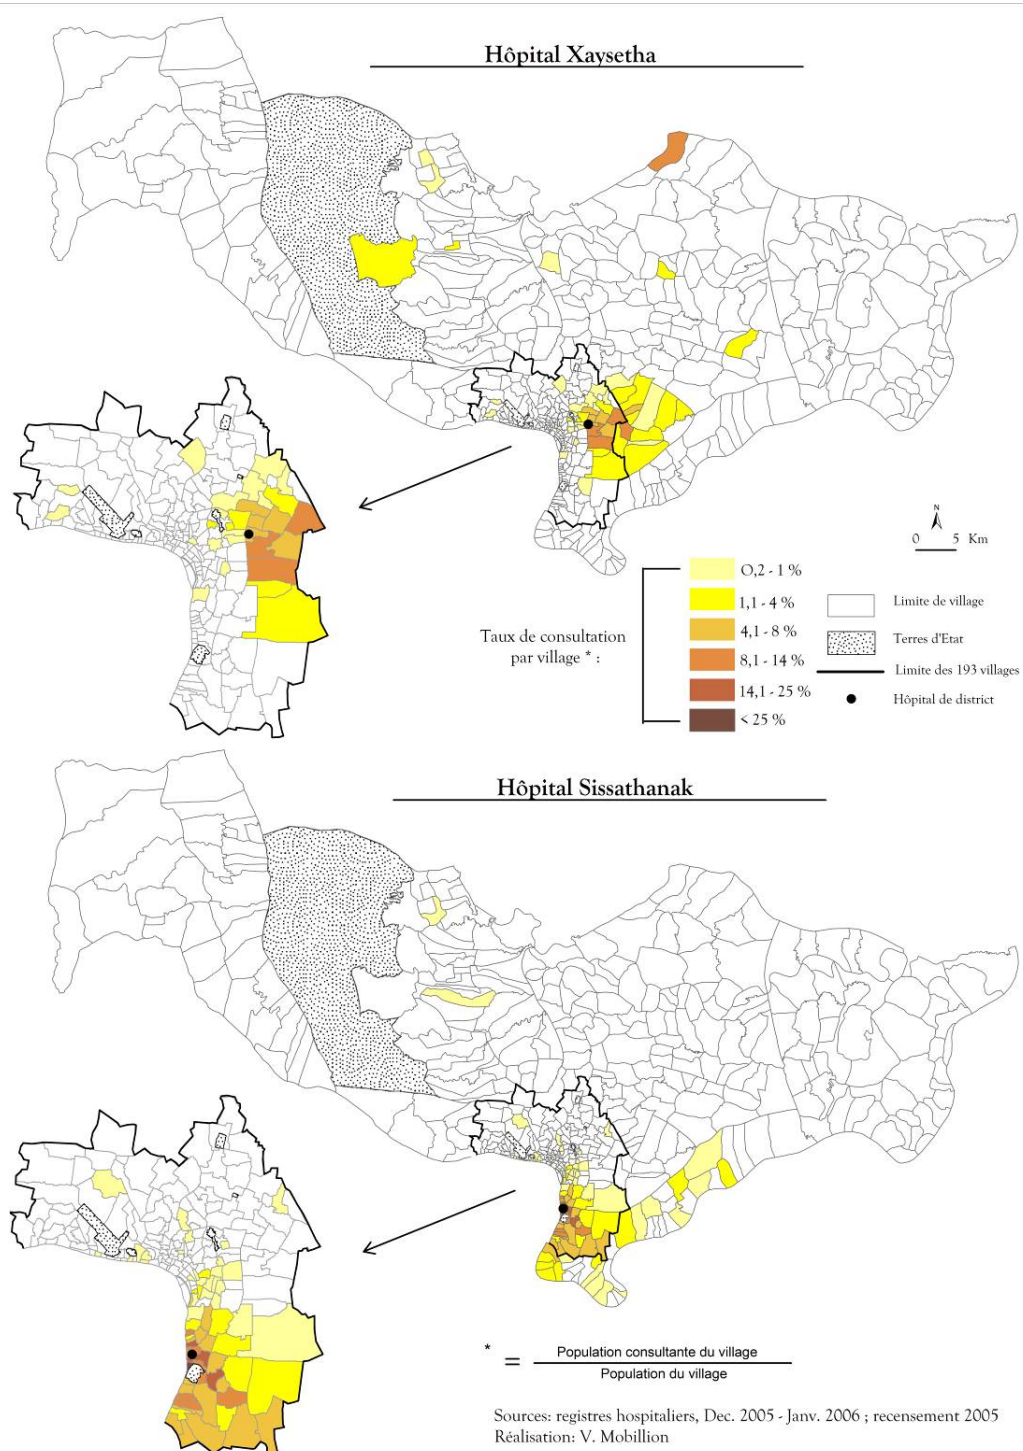 Hôpital Xaysetha
N
0 5 Km
Taux de consultation
par village * :
O,2 - 1 %
1,1 - 4 %
4,1 - 8 %
8,1 - 14 %
14,1 - 25 %
< 25 %
Limite de village
Terres d'Etat
Limite des 193 villages
Hôpital de district
Hôpital Sissathanak
* = Population consultante du village
Population du village
Sources: registres hospitaliers, Dec. 2005 - Janv. 2006 ; recensement 2005
Réalisation: V. Mobillion